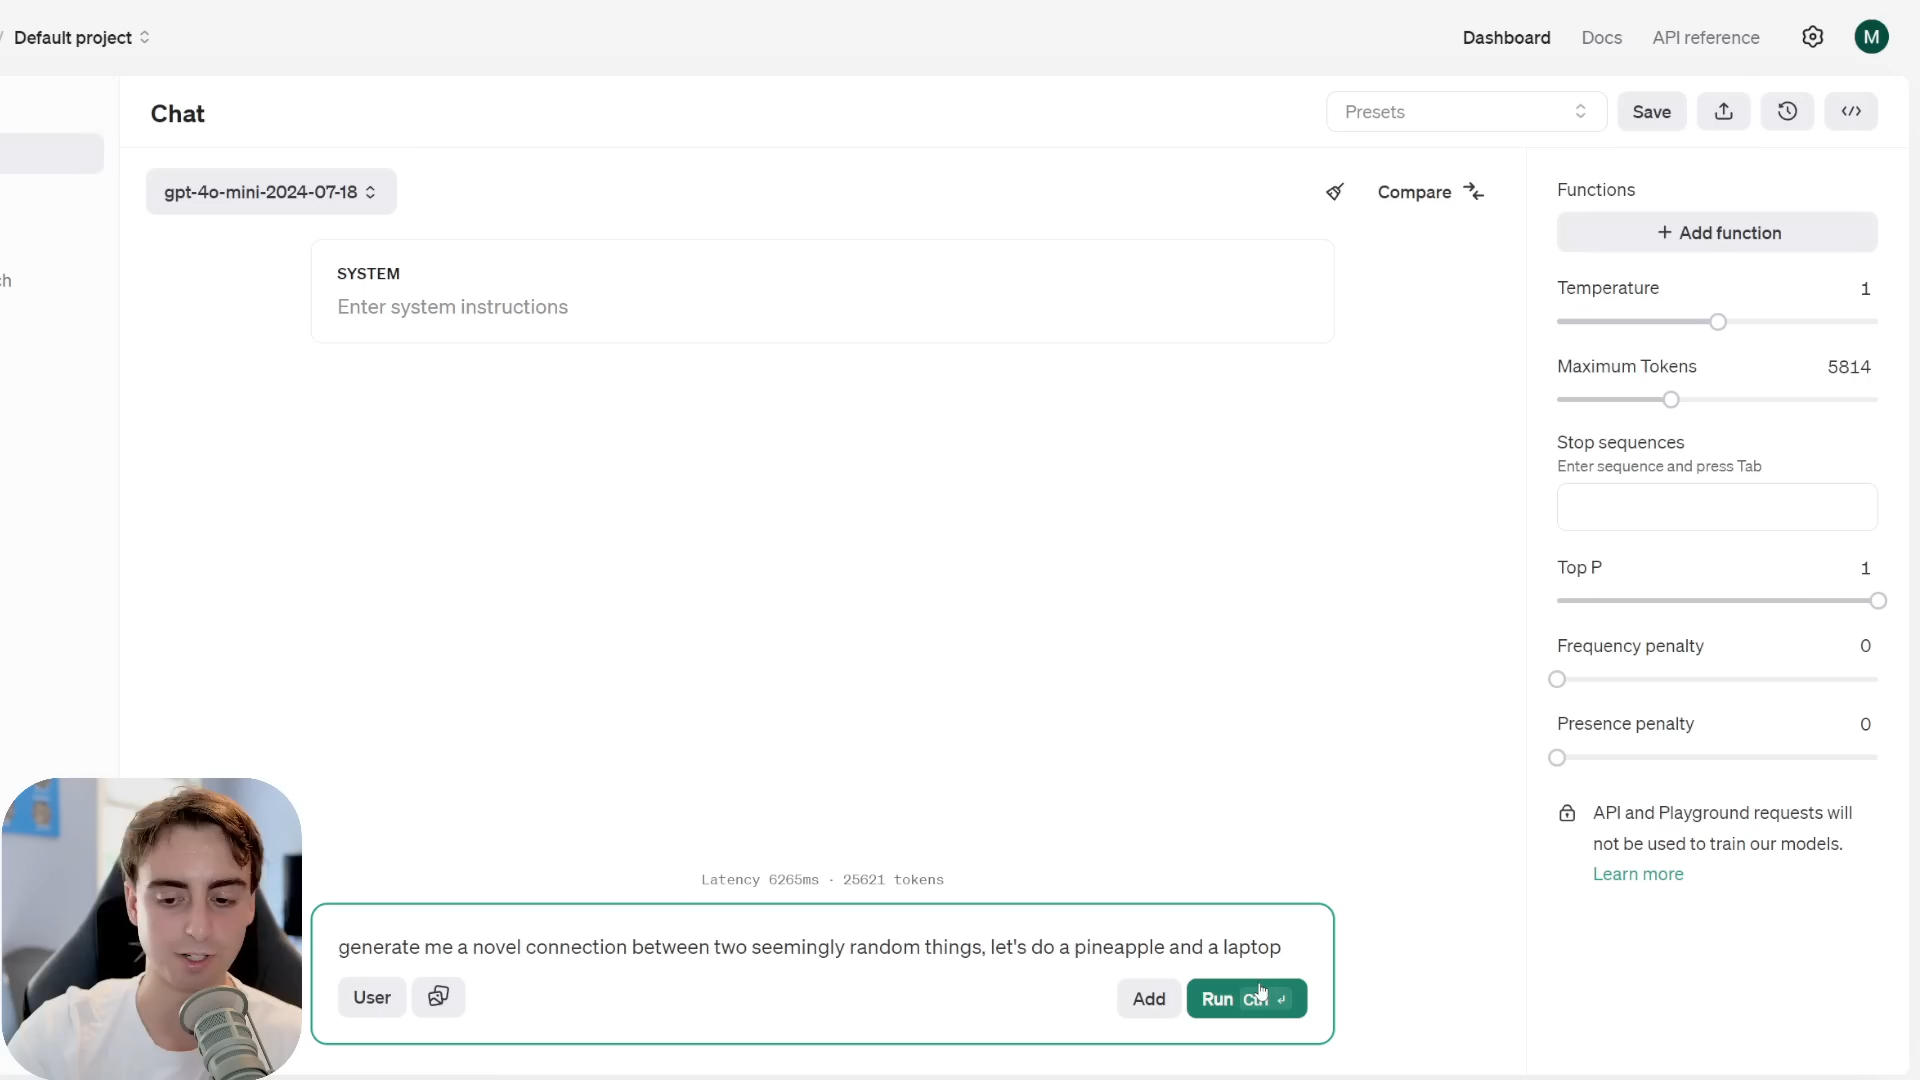 / Default project
Dashboard
Docs
API reference
M
Chat
Presets
Save
gpt-4o-mini-2024-07-18
Compare
Functions
+ Add function
SYSTEM
Enter system instructions
ch
Temperature 1
Maximum Tokens 5814
Stop sequences
Enter sequence and press Tab
Top P 1
Frequency penalty 0
Presence penalty 0
API and Playground requests will
not be used to train our models.
Learn more
Latency 6265ms · 25621 tokens
generate me a novel connection between two seemingly random things, let's do a pineapple and a laptop
User
Add
Run Ctrl ↵